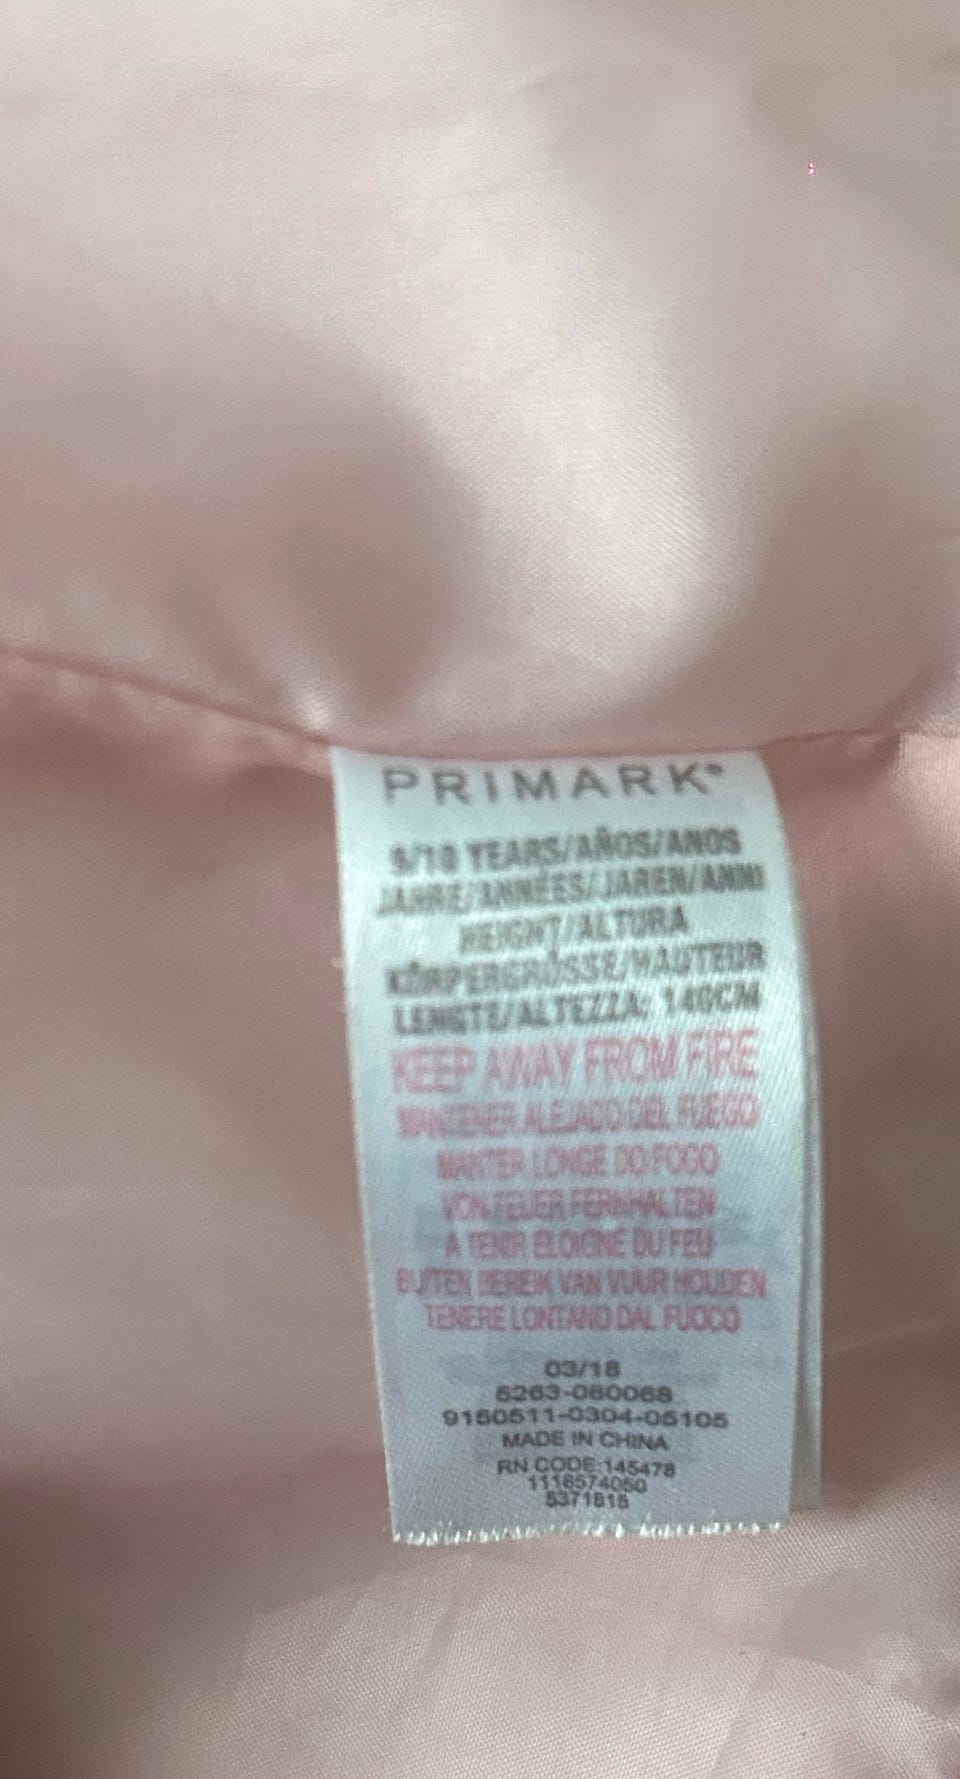 PRIMARK®
9/10 YEARS/AÑOS/ANOS
JAHRE/ANNÉES/JAREN/ANNI
HEIGHT/ALTURA
KÖRPERGRÖSSE/HAUTEUR
LENGTE/ALTEZZA: 140CM
KEEP AWAY FROM FIRE
MANTENER ALEJADO DEL FUEGO
MANTER LONGE DO FOGO
VON FEUER FERNHALTEN
A TENIR ELOIGNE DU FEU
BUITEN BEREIK VAN VUUR HOUDEN
TENERE LONTANO DAL FUOCO
03/18
5263-060068
9150511-0304-05105
MADE IN CHINA
RN CODE:145478
1116574050
5371815